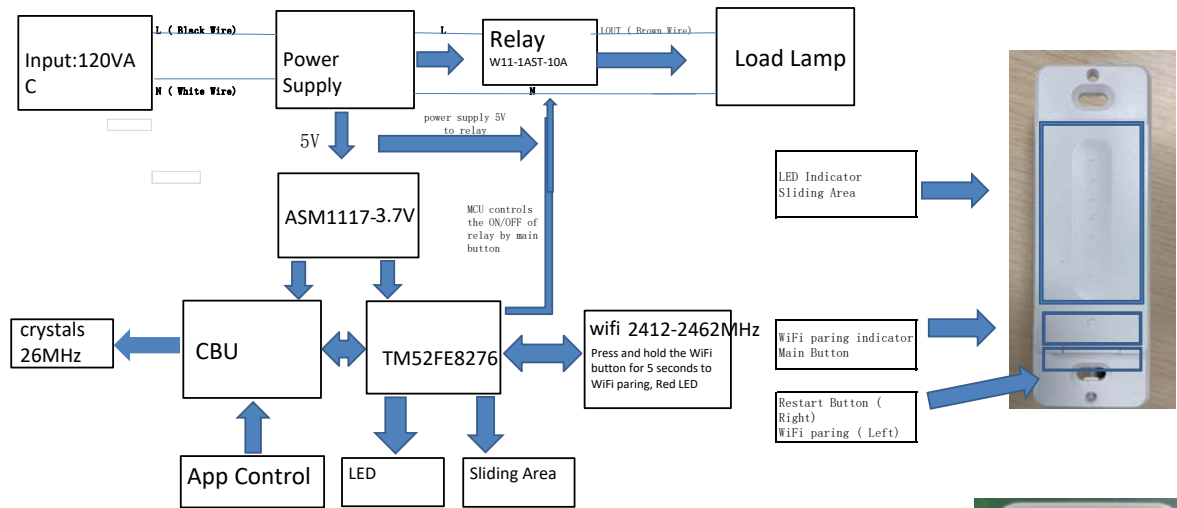 Input:120VA
C
L ( Black Wire)
N ( White Wire)
Power
Supply
L
N
Relay
W11-1AST-10A
LOUT ( Brown Wire)
Load Lamp
5V
power supply 5V
to relay
ASM1117-3.7V
MCU controls
the ON/OFF of
relay by main
button
crystals
26MHz
CBU
TM52FE8276
wifi 2412-2462MHz
Press and hold the WiFi
button for 5 seconds to
WiFi paring, Red LED
App Control
LED
Sliding Area
LED Indicator
Sliding Area
WiFi paring indicator
Main Button
Restart Button (
Right)
WiFi paring ( Left)